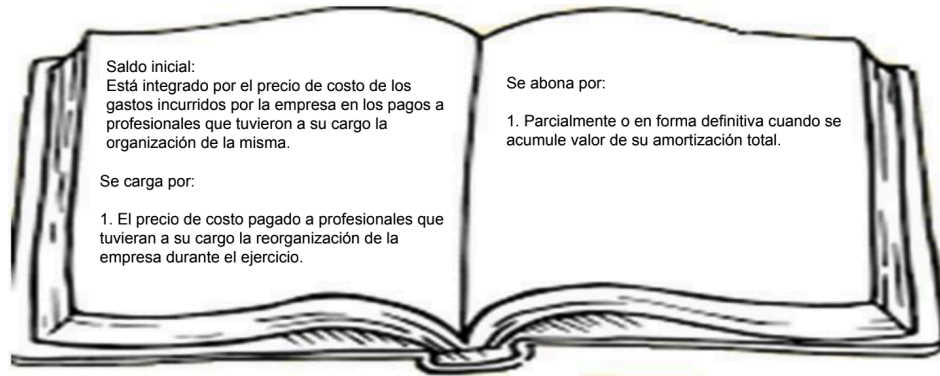 Saldo inicial:
Está integrado por el precio de costo de los
gastos incurridos por la empresa en los pagos a
profesionales que tuvieron a su cargo la
organización de la misma.
Se carga por:
1. El precio de costo pagado a profesionales que
tuvieran a su cargo la reorganización de la
empresa durante el ejercicio.
Se abona por:
1. Parcialmente o en forma definitiva cuando se
acumule valor de su amortización total.